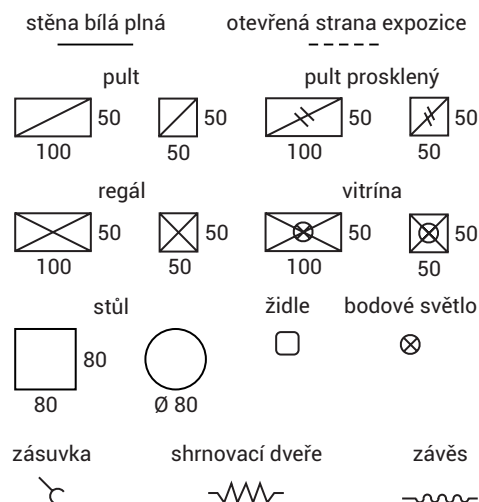 stěna bílá plná otevřená strana expozice
pult pult prosklený
50 50 50 50
100 50 100 50
regál vitrína
50 50 50 50
100 50 100 50
stůl židle bodové světlo
80
80 Ø 80
zásuvka shrnovací dveře závěs